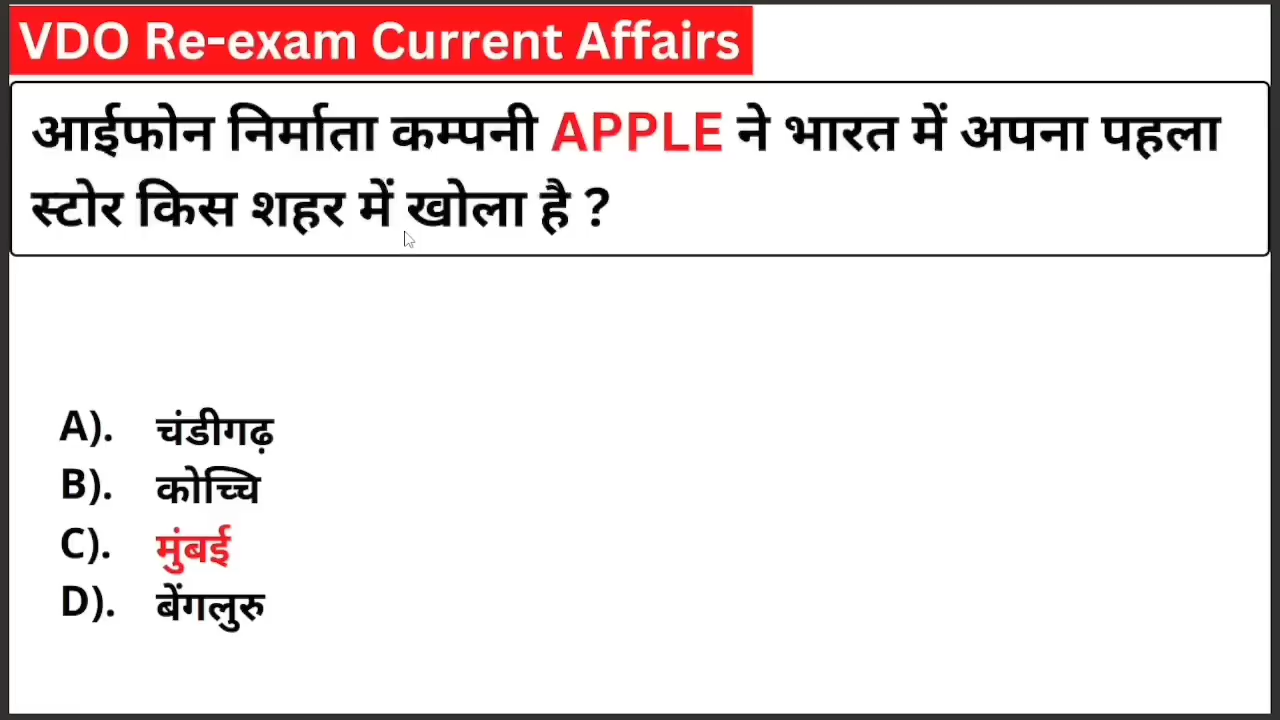 VDO Re-exam Current Affairs
आईफोन निर्माता कम्पनी APPLE ने भारत में अपना पहला
स्टोर किस शहर में खोला है ?
A). चंडीगढ़
B). कोच्चि
C). मुंबई
D). बेंगलुरु